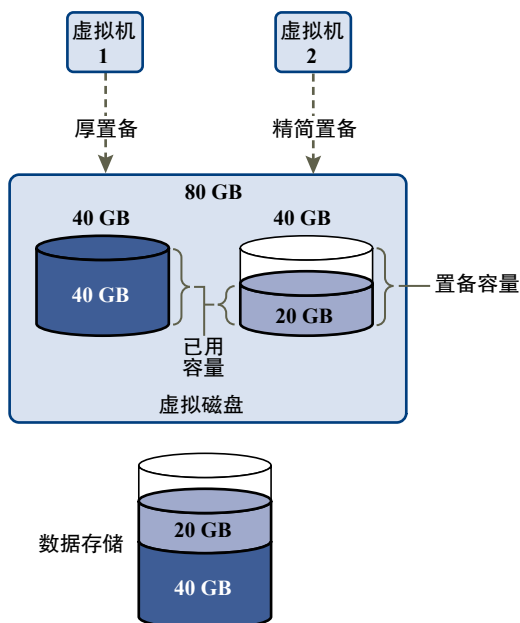 虚拟机
1
虚拟机
2
厚置备
精简置备
80 GB
40 GB
40 GB
40 GB
20 GB
置备容量
已用
容量
虚拟磁盘
数据存储
20 GB
40 GB